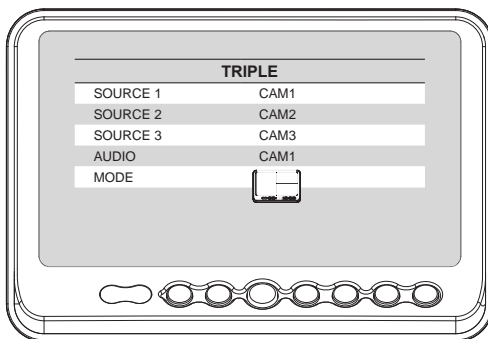 TRIPLE
SOURCE 1 CAM1
SOURCE 2 CAM2
SOURCE 3 CAM3
AUDIO CAM1
MODE